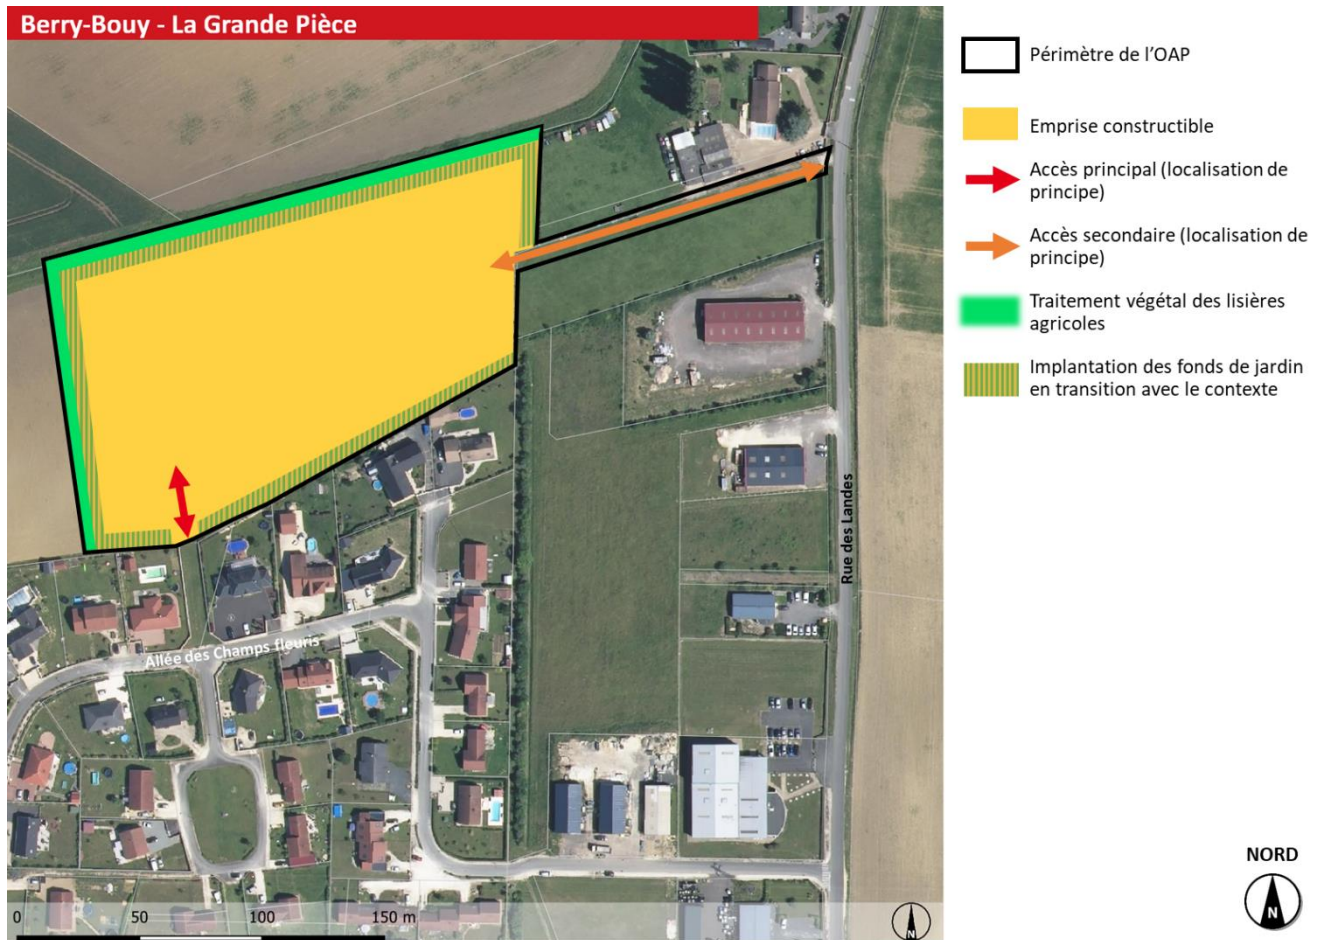 Berry-Bouy - La Grande Pièce
Périmètre de l'OAP
Emprise constructible
Accès principal (localisation de
principe)
Accès secondaire (localisation de
principe)
Traitement végétal des lisières
agricoles
Implantation des fonds de jardin
en transition avec le contexte
Rue des Landes
Allée des Champs fleuris
0 50 100 150 m
N
NORD
N